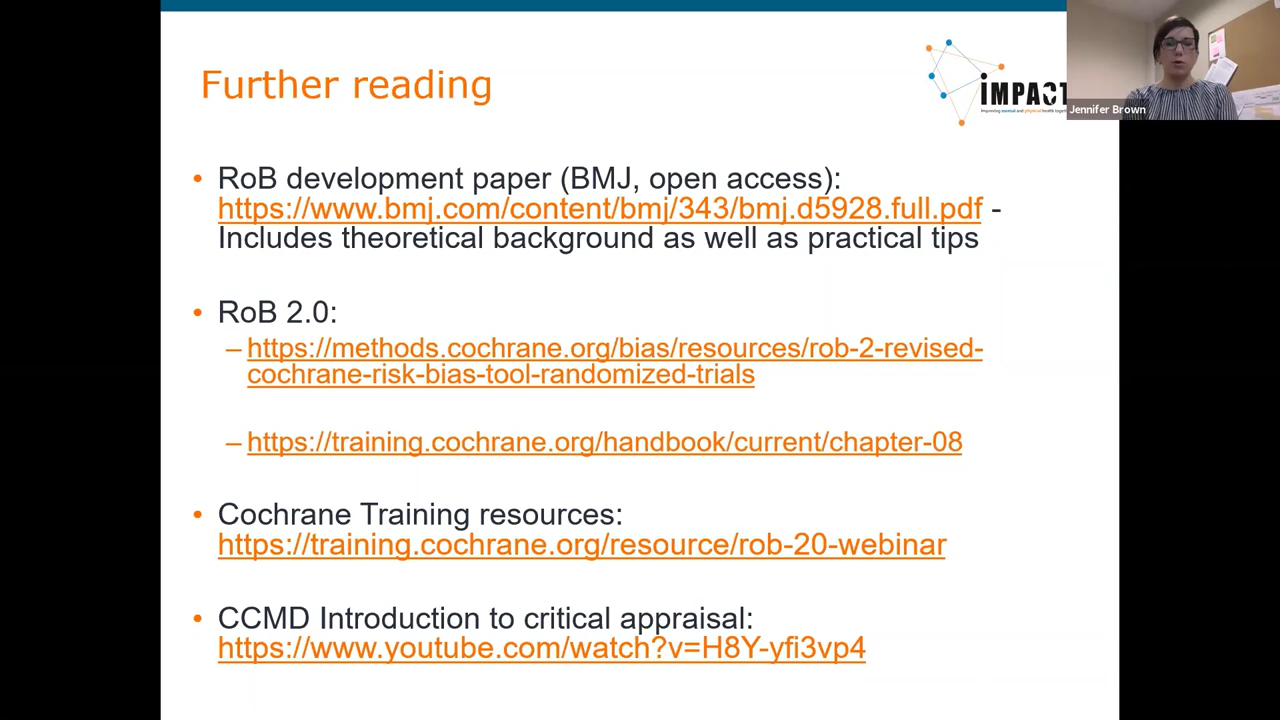 Further reading
IMPACT
Jennifer Brown
• RoB development paper (BMJ, open access):
https://www.bmj.com/content/bmj/343/bmj.d5928.full.pdf -
Includes theoretical background as well as practical tips
• RoB 2.0:
– https://methods.cochrane.org/bias/resources/rob-2-revised-
cochrane-risk-bias-tool-randomized-trials
– https://training.cochrane.org/handbook/current/chapter-08
• Cochrane Training resources:
https://training.cochrane.org/resource/rob-20-webinar
• CCMD Introduction to critical appraisal:
https://www.youtube.com/watch?v=H8Y-yfi3vp4